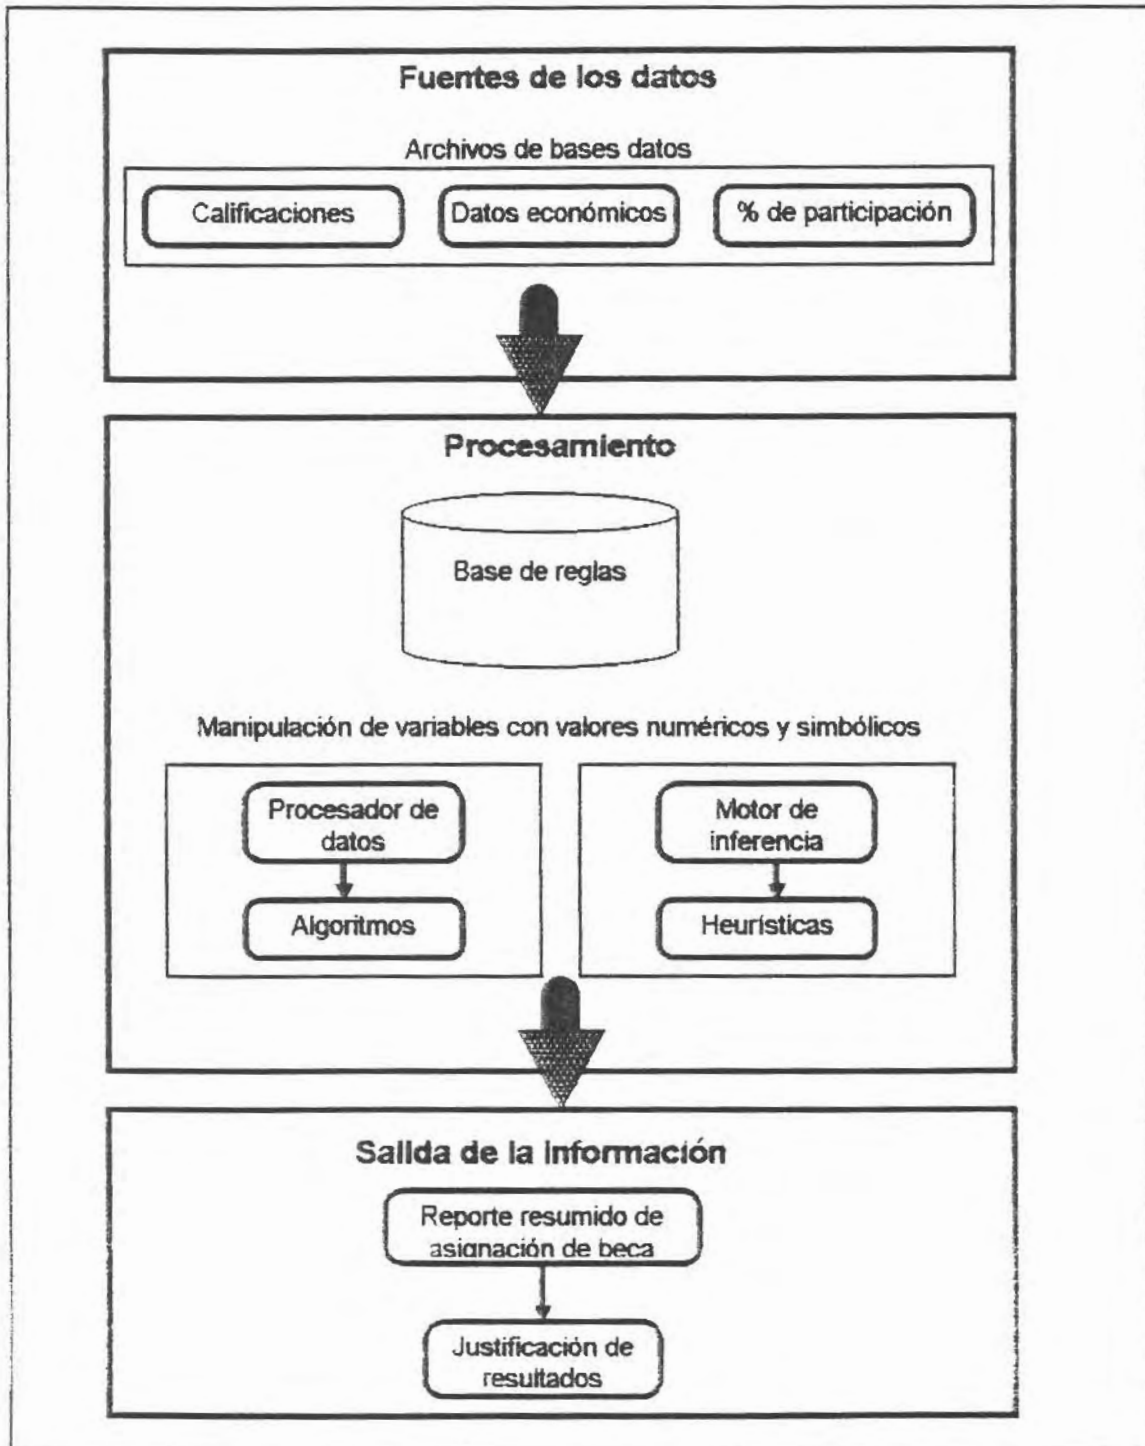 Fuentes de los datos
Archivos de bases datos
Calificaciones
Datos económicos
% de participación
Procesamiento
Base de reglas
Manipulación de variables con valores numéricos y simbólicos
Procesador de
datos
Algoritmos
Motor de
inferencia
Heurísticas
Salida de la información
Reporte resumido de
asignación de beca
Justificación de
resultados